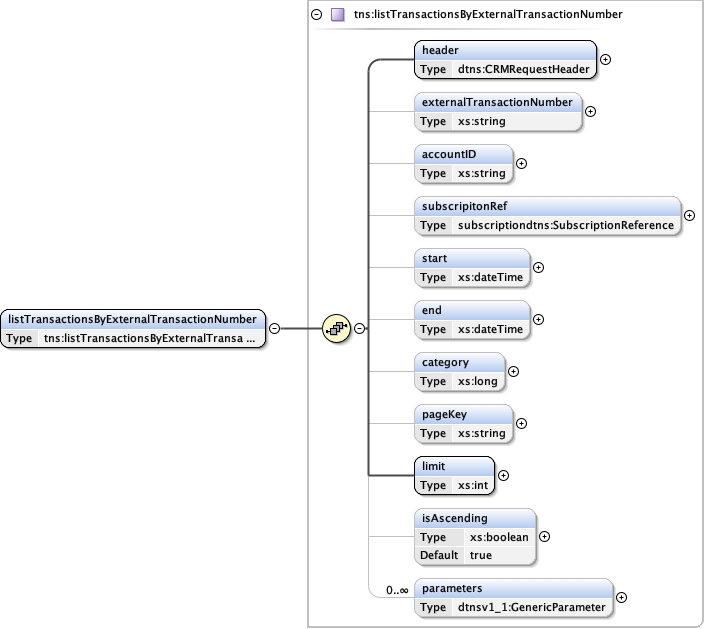 tns:listTransactionsByExternalTransactionNumber
header
Type dtns:CRMRequestHeader
externalTransactionNumber
Type xs:string
accountID
Type xs:string
subscripitonRef
Type subscriptiondtns:SubscriptionReference
start
Type xs:dateTime
end
Type xs:dateTime
listTransactionsByExternalTransactionNumber
Type tns:listTransactionsByExternalTransa ...
category
Type xs:long
pageKey
Type xs:string
limit
Type xs:int
isAscending
Type xs:boolean
Default true
0..∞
parameters
Type dtnsv1_1:GenericParameter